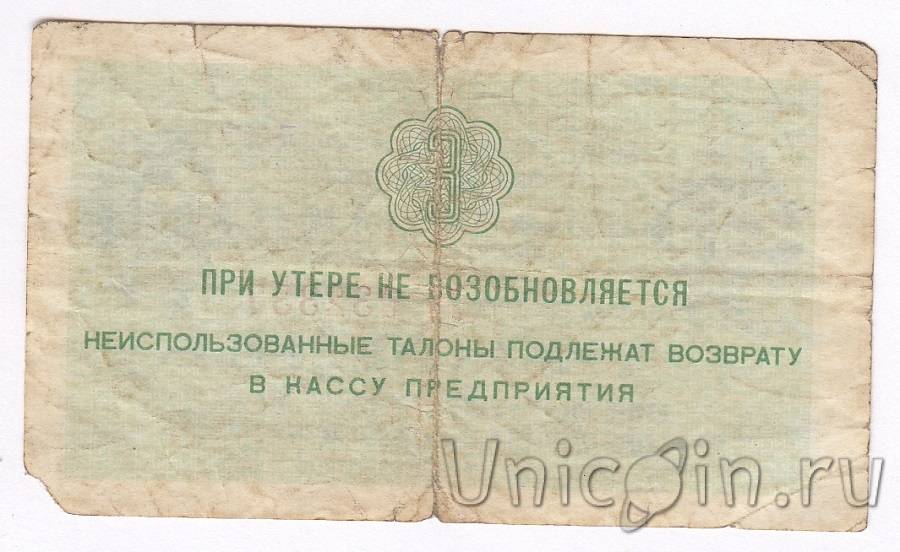 3
ПРИ УТЕРЕ НЕ ВОЗОБНОВЛЯЕТСЯ
НЕИСПОЛЬЗОВАННЫЕ ТАЛОНЫ ПОДЛЕЖАТ ВОЗВРАТУ
В КАССУ ПРЕДПРИЯТИЯ
Unicoin.ru